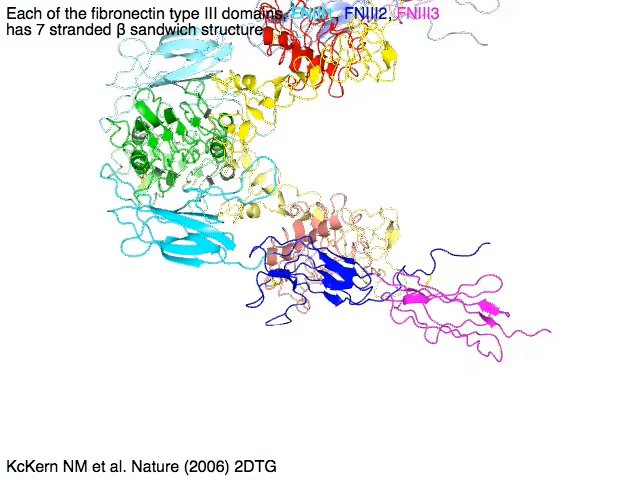 Each of the fibronectin type III domains, FNIII1, FNIII2, FNIII3
has 7 stranded β sandwich structure
KcKern NM et al. Nature (2006) 2DTG